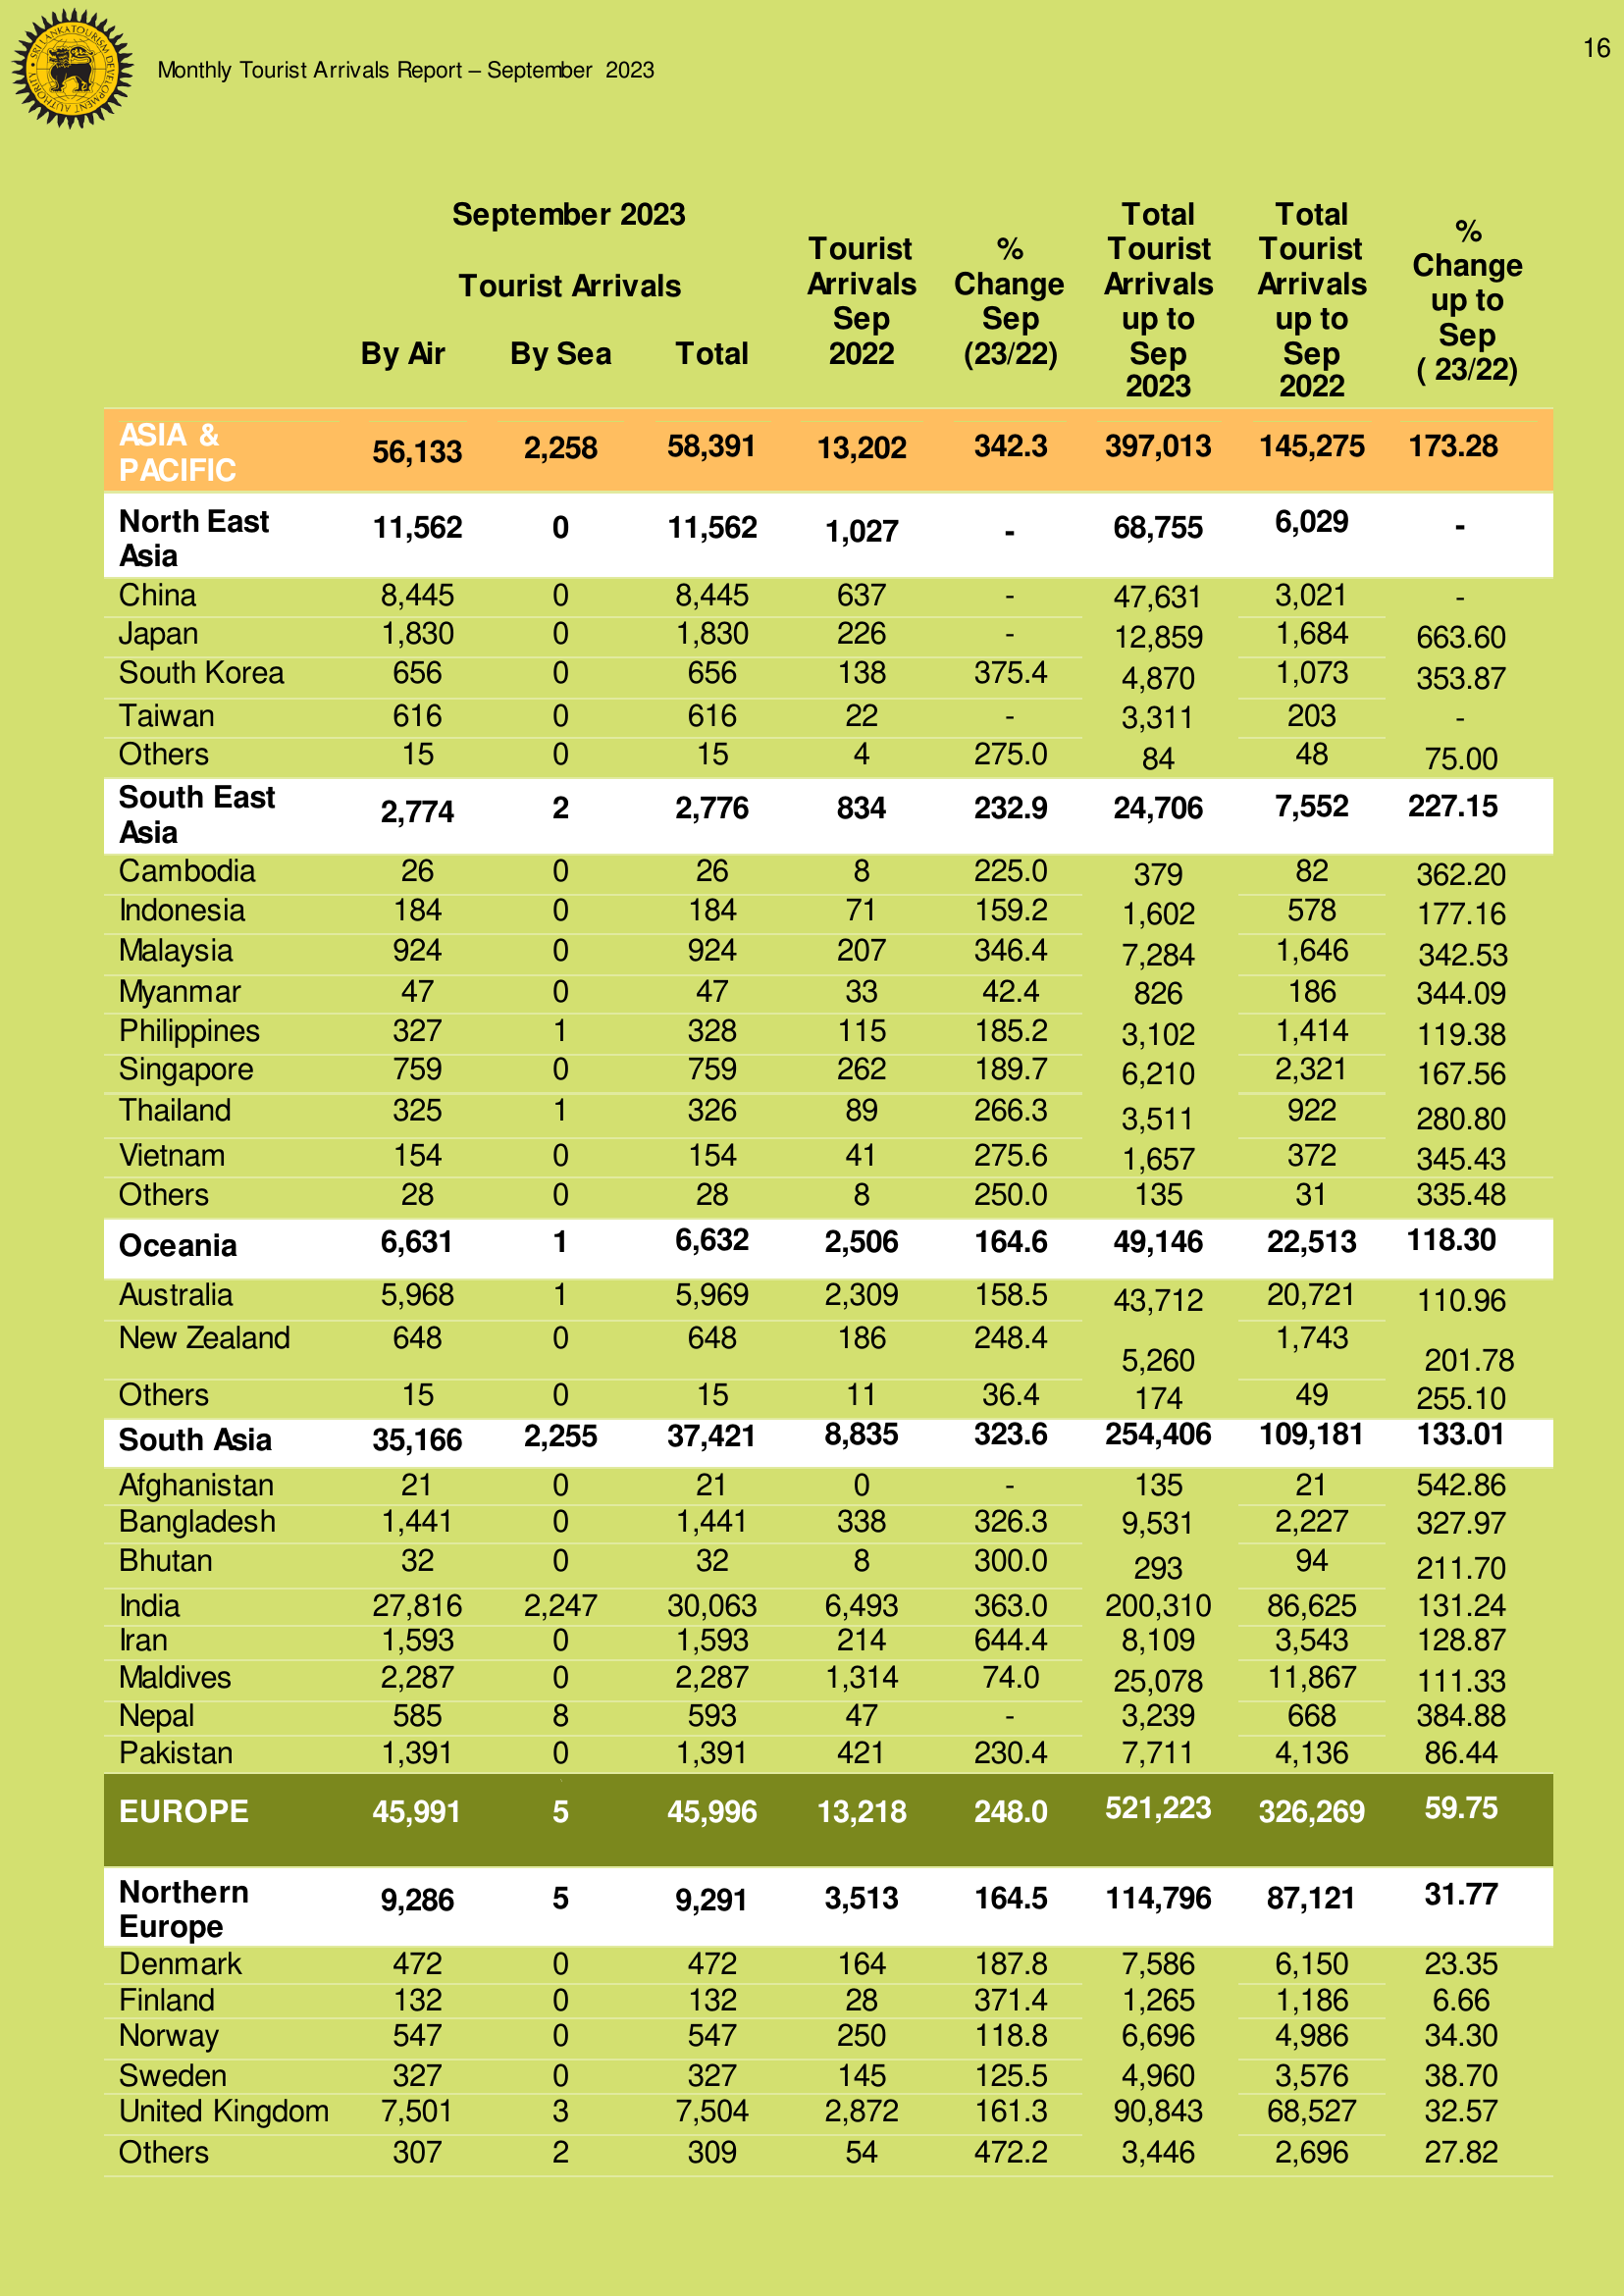 SRI LANKA TOURISM DEVELOPMENT AUTHORITY
Monthly Tourist Arrivals Report – September 2023
16
September 2023
Tourist Arrivals
By Air By Sea Total
Tourist
Arrivals
Sep
2022
%
Change
Sep
(23/22)
Total
Tourist
Arrivals
up to
Sep
2023
Total
Tourist
Arrivals
up to
Sep
2022
%
Change
up to
Sep
( 23/22)
ASIA &
PACIFIC
56,133 2,258 58,391 13,202 342.3 397,013 145,275 173.28
North East
Asia
11,562 0 11,562 1,027 - 68,755 6,029 -
China 8,445 0 8,445 637 - 47,631 3,021 -
Japan 1,830 0 1,830 226 - 12,859 1,684 663.60
South Korea 656 0 656 138 375.4 4,870 1,073 353.87
Taiwan 616 0 616 22 - 3,311 203 -
Others 15 0 15 4 275.0 84 48 75.00
South East
Asia
2,774 2 2,776 834 232.9 24,706 7,552 227.15
Cambodia 26 0 26 8 225.0 379 82 362.20
Indonesia 184 0 184 71 159.2 1,602 578 177.16
Malaysia 924 0 924 207 346.4 7,284 1,646 342.53
Myanmar 47 0 47 33 42.4 826 186 344.09
Philippines 327 1 328 115 185.2 3,102 1,414 119.38
Singapore 759 0 759 262 189.7 6,210 2,321 167.56
Thailand 325 1 326 89 266.3 3,511 922 280.80
Vietnam 154 0 154 41 275.6 1,657 372 345.43
Others 28 0 28 8 250.0 135 31 335.48
Oceania 6,631 1 6,632 2,506 164.6 49,146 22,513 118.30
Australia 5,968 1 5,969 2,309 158.5 43,712 20,721 110.96
New Zealand 648 0 648 186 248.4 5,260 1,743 201.78
Others 15 0 15 11 36.4 174 49 255.10
South Asia 35,166 2,255 37,421 8,835 323.6 254,406 109,181 133.01
Afghanistan 21 0 21 0 - 135 21 542.86
Bangladesh 1,441 0 1,441 338 326.3 9,531 2,227 327.97
Bhutan 32 0 32 8 300.0 293 94 211.70
India 27,816 2,247 30,063 6,493 363.0 200,310 86,625 131.24
Iran 1,593 0 1,593 214 644.4 8,109 3,543 128.87
Maldives 2,287 0 2,287 1,314 74.0 25,078 11,867 111.33
Nepal 585 8 593 47 - 3,239 668 384.88
Pakistan 1,391 0 1,391 421 230.4 7,711 4,136 86.44
EUROPE 45,991 5 45,996 13,218 248.0 521,223 326,269 59.75
Northern
Europe
9,286 5 9,291 3,513 164.5 114,796 87,121 31.77
Denmark 472 0 472 164 187.8 7,586 6,150 23.35
Finland 132 0 132 28 371.4 1,265 1,186 6.66
Norway 547 0 547 250 118.8 6,696 4,986 34.30
Sweden 327 0 327 145 125.5 4,960 3,576 38.70
United Kingdom 7,501 3 7,504 2,872 161.3 90,843 68,527 32.57
Others 307 2 309 54 472.2 3,446 2,696 27.82